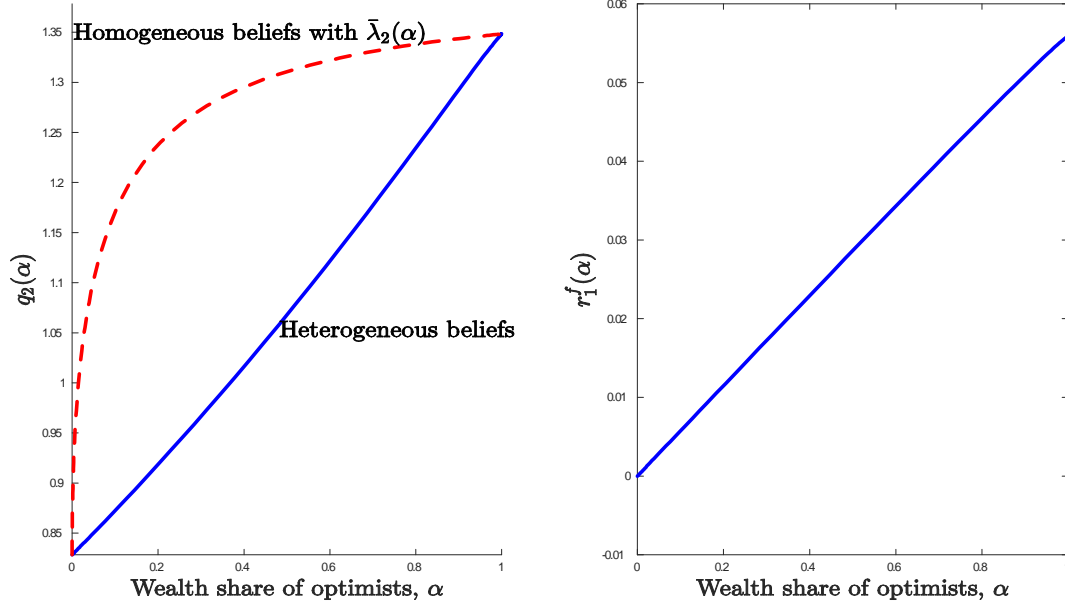 1.35
Homogeneous beliefs with λ̄₂(α)
1.3
1.25
1.2
1.15
1.1
1.05
1
0.95
0.9
0.85
q₂(α)
Heterogeneous beliefs
0 0.2 0.4 0.6 0.8 1
Wealth share of optimists, α
0.06
0.05
0.04
0.03
0.02
0.01
0
-0.01
r₁ᶠ(α)
0 0.2 0.4 0.6 0.8
Wealth share of optimists, α